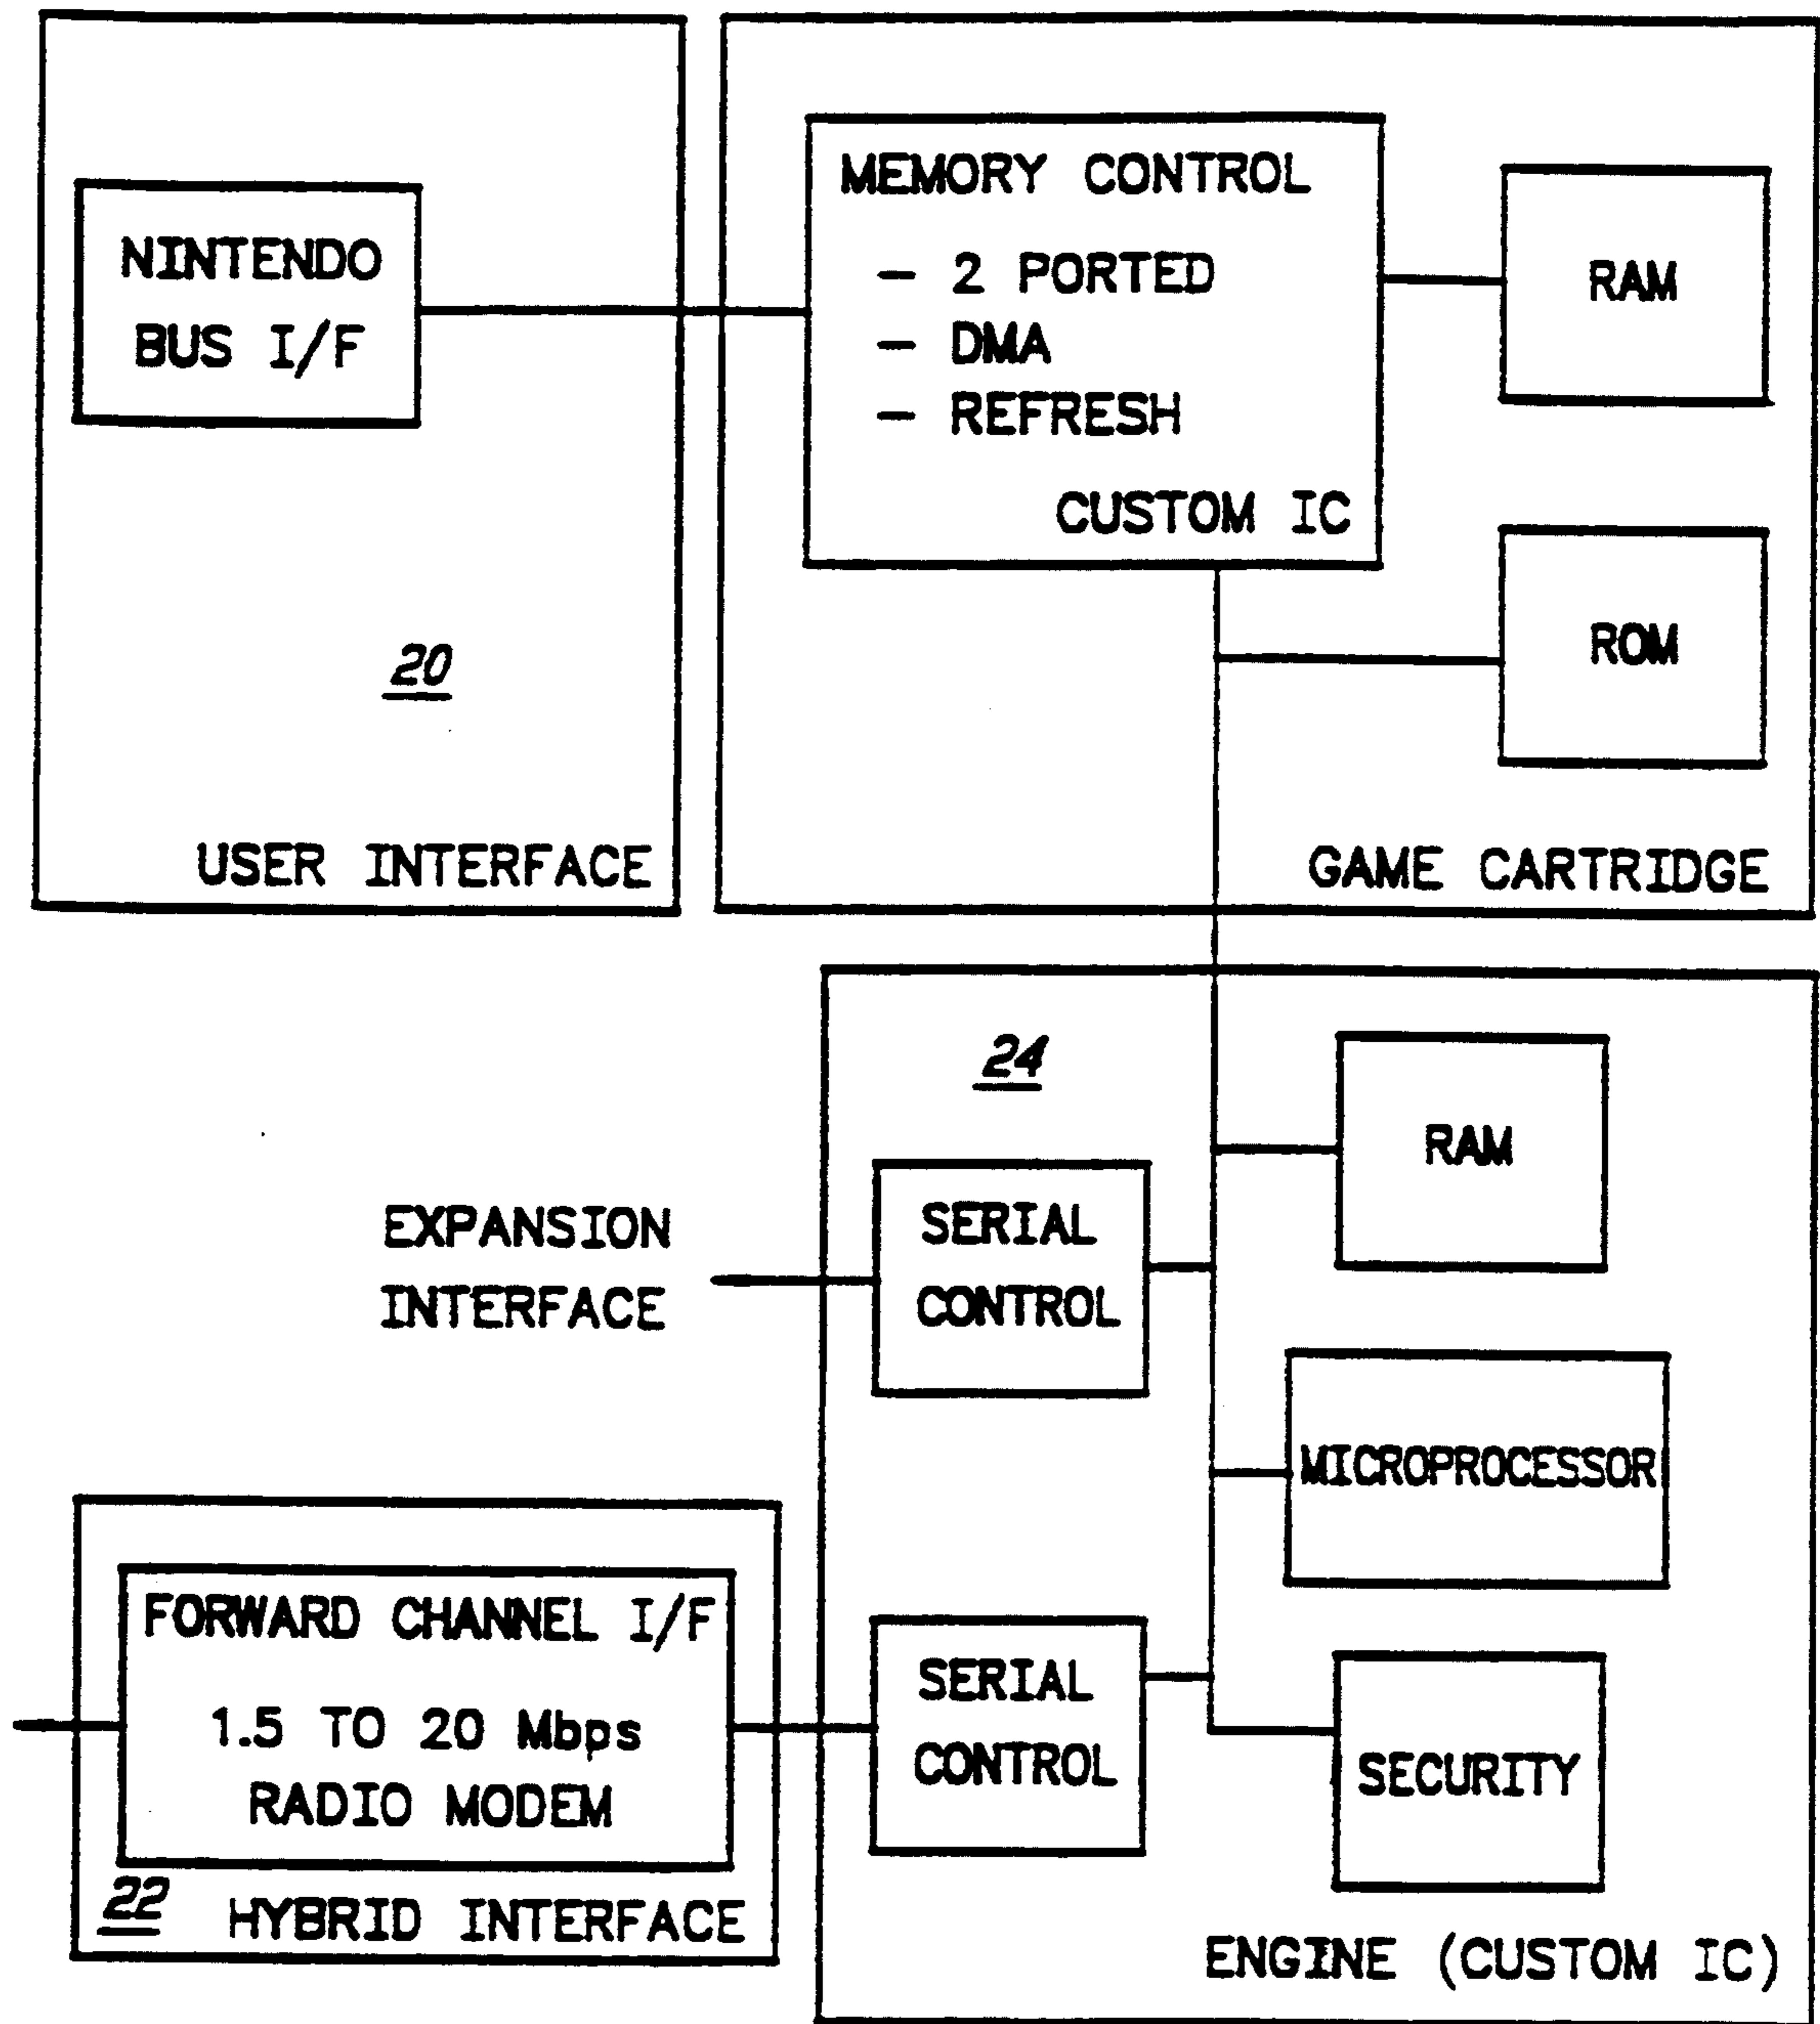 NINTENDO
BUS I/F
20
USER INTERFACE
MEMORY CONTROL
- 2 PORTED
- DMA
- REFRESH
CUSTOM IC
RAM
ROM
GAME CARTRIDGE
24
RAM
EXPANSION
INTERFACE
SERIAL
CONTROL
MICROPROCESSOR
FORWARD CHANNEL I/F
1.5 TO 20 Mbps
RADIO MODEM
22 HYBRID INTERFACE
SERIAL
CONTROL
SECURITY
ENGINE (CUSTOM IC)